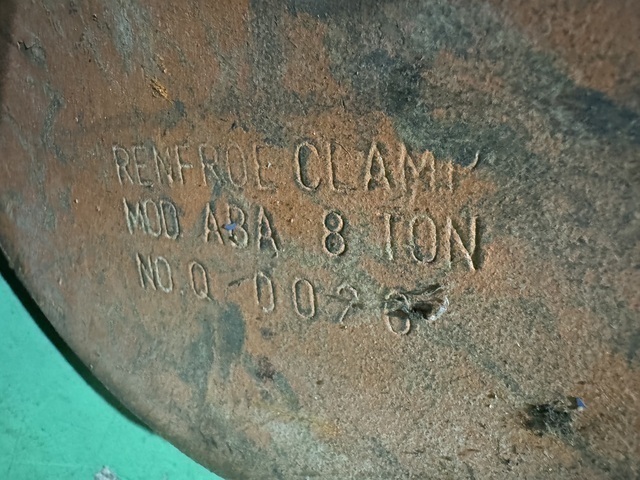 RENFROE CLAMP
MOD ABA 8 TON
NO. Q